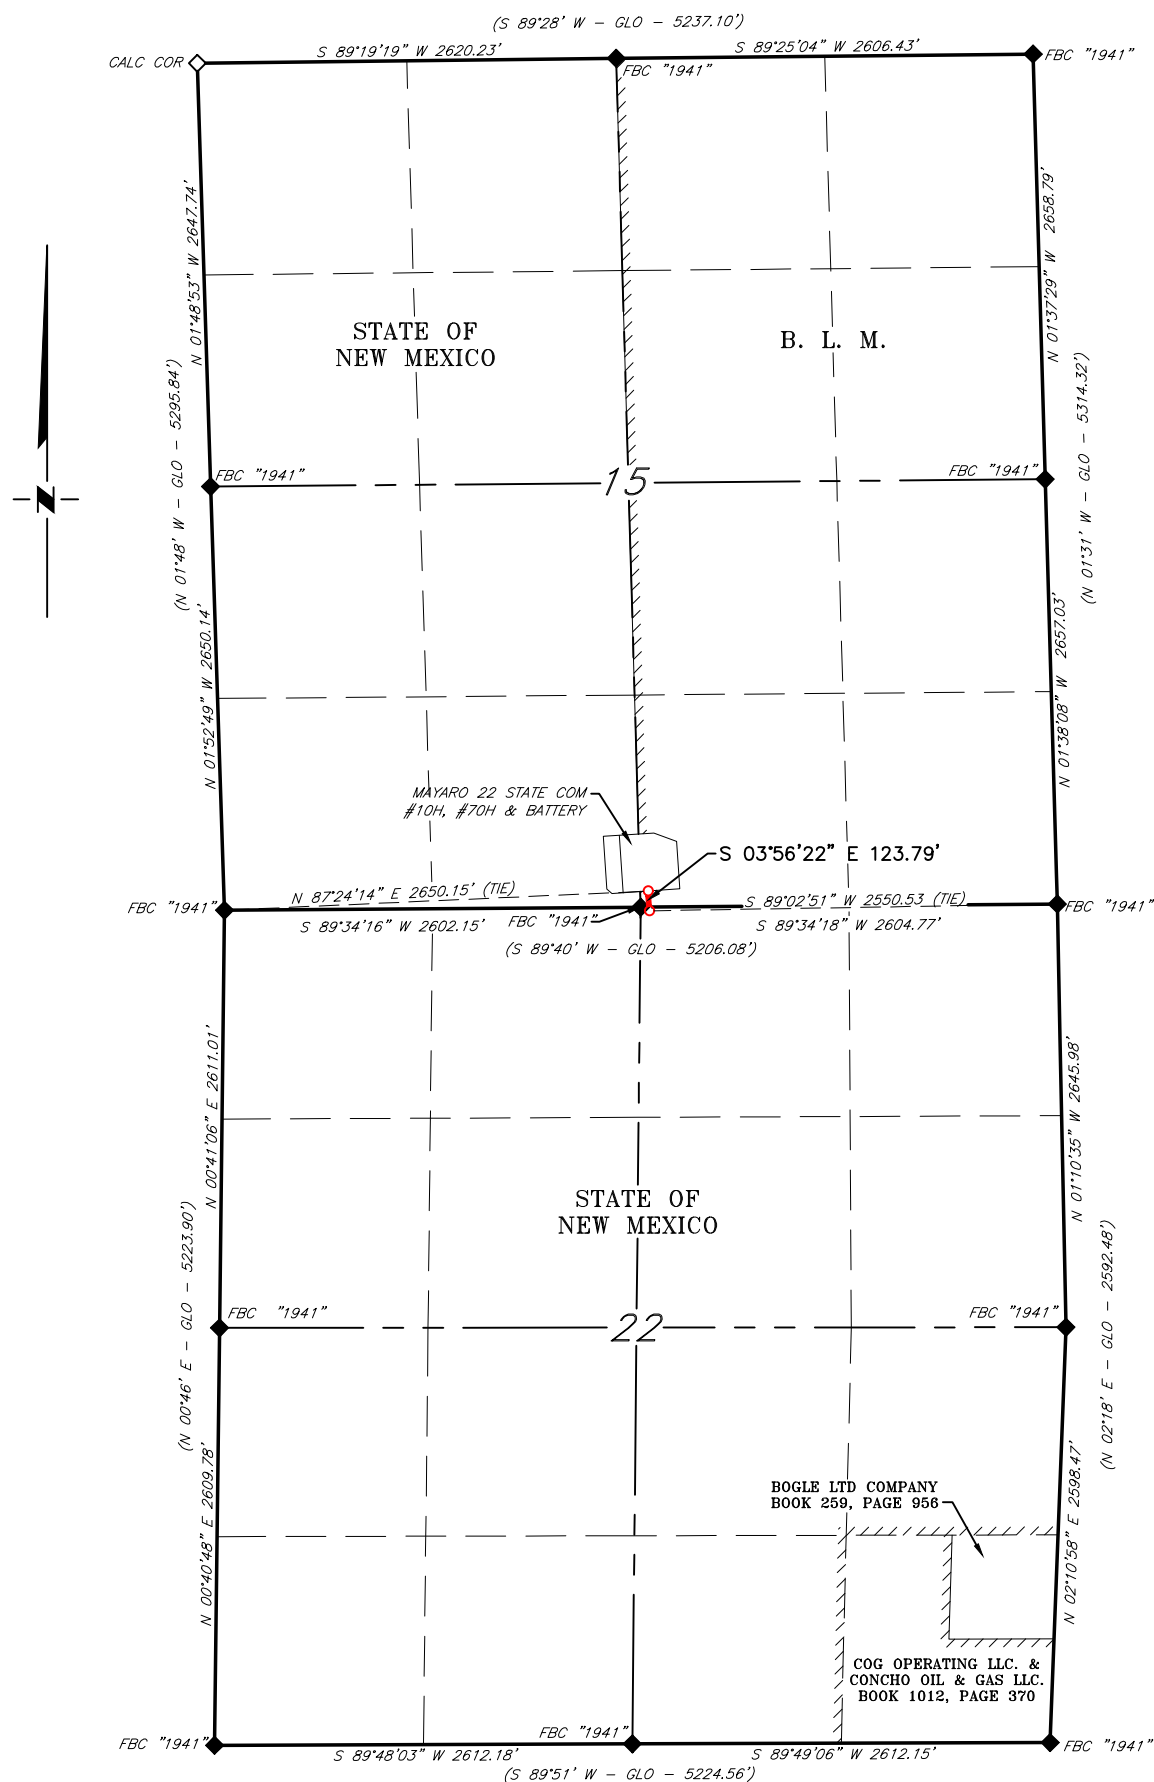 (S 89°28' W - GLO - 5237.10')
S 89°19'19" W 2620.23'
S 89°25'04" W 2606.43'
CALC COR
FBC "1941"
FBC "1941"
N 01°48'53" W 2647.74'
N 01°37'29" W 2658.79'
STATE OF
NEW MEXICO
B. L. M.
(N 01°48' W - GLO - 5295.84')
(N 01°31' W - GLO - 5314.32')
FBC "1941"
15
FBC "1941"
N
N 01°52'49" W 2650.14'
N 01°38'08" W 2657.03'
MAYARO 22 STATE COM
#10H, #70H & BATTERY
S 03°56'22" E 123.79'
N 87°24'14" E 2650.15' (TIE)
S 89°02'51" W 2550.53 (TIE)
FBC "1941"
FBC "1941"
FBC "1941"
S 89°34'16" W 2602.15'
S 89°34'18" W 2604.77'
(S 89°40' W - GLO - 5206.08')
N 00°41'06" E 2611.01'
N 01°10'35" W 2645.98'
STATE OF
NEW MEXICO
(N 00°46' E - GLO - 5223.90')
(N 02°18' E - GLO - 2592.48')
FBC "1941"
22
FBC "1941"
N 00°40'48" E 2609.78'
N 02°10'58" E 2598.47'
BOGLE LTD COMPANY
BOOK 259, PAGE 956
COG OPERATING LLC. &
CONCHO OIL & GAS LLC.
BOOK 1012, PAGE 370
FBC "1941"
FBC "1941"
FBC "1941"
S 89°48'03" W 2612.18'
S 89°49'06" W 2612.15'
(S 89°51' W - GLO - 5224.56')